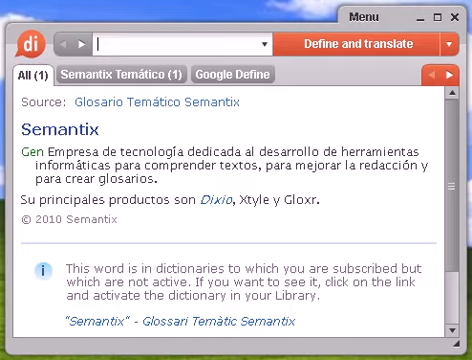 Menu
di
Define and translate
All (1)
Semantix Temático (1)
Google Define
Source: Glosario Temático Semantix
Semantix
Gen Empresa de tecnología dedicada al desarrollo de herramientas
informáticas para comprender textos, para mejorar la redacción y
para crear glosarios.
Su principales productos son Dixio, Xtyle y Gloxr.
© 2010 Semantix
i
This word is in dictionaries to which you are subscribed but
which are not active. If you want to see it, click on the link
and activate the dictionary in your Library.
"Semantix" - Glossari Temàtic Semantix